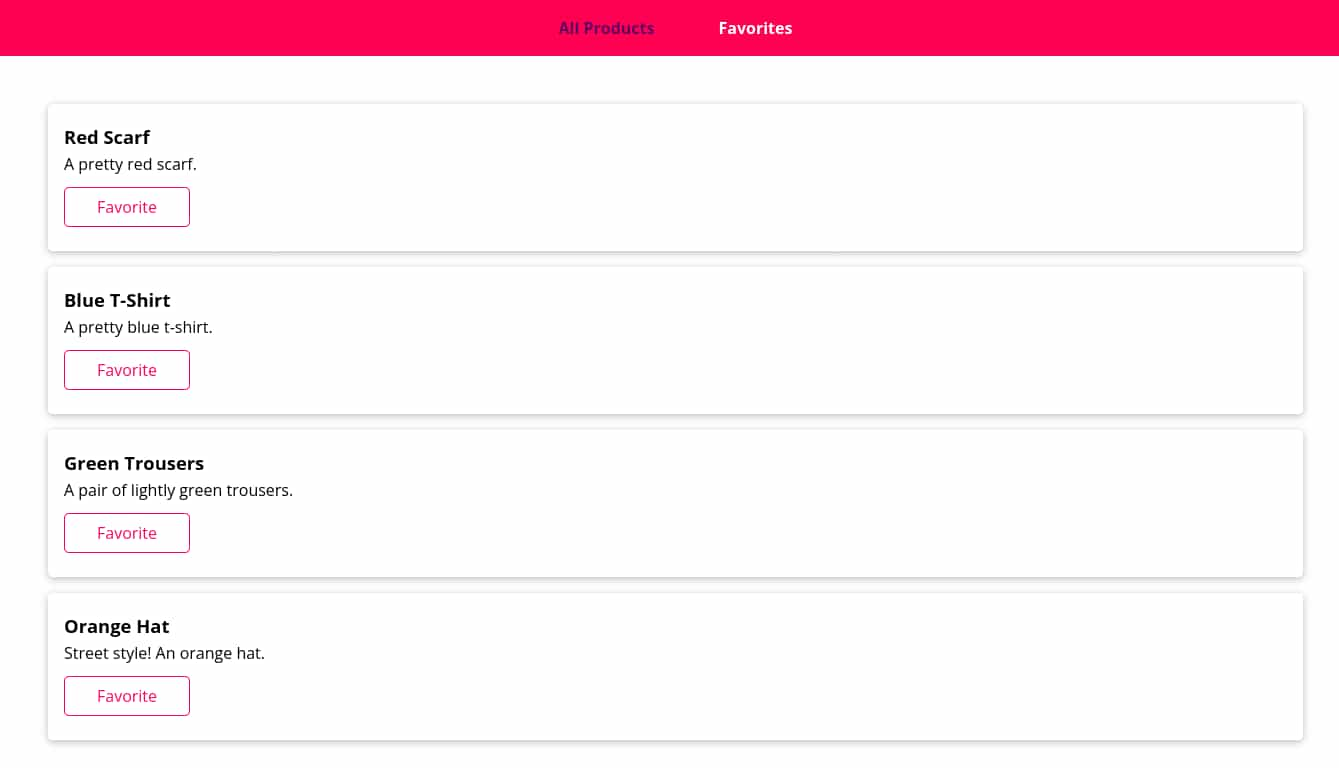 All Products Favorites
Red Scarf
A pretty red scarf.
Favorite
Blue T-Shirt
A pretty blue t-shirt.
Favorite
Green Trousers
A pair of lightly green trousers.
Favorite
Orange Hat
Street style! An orange hat.
Favorite